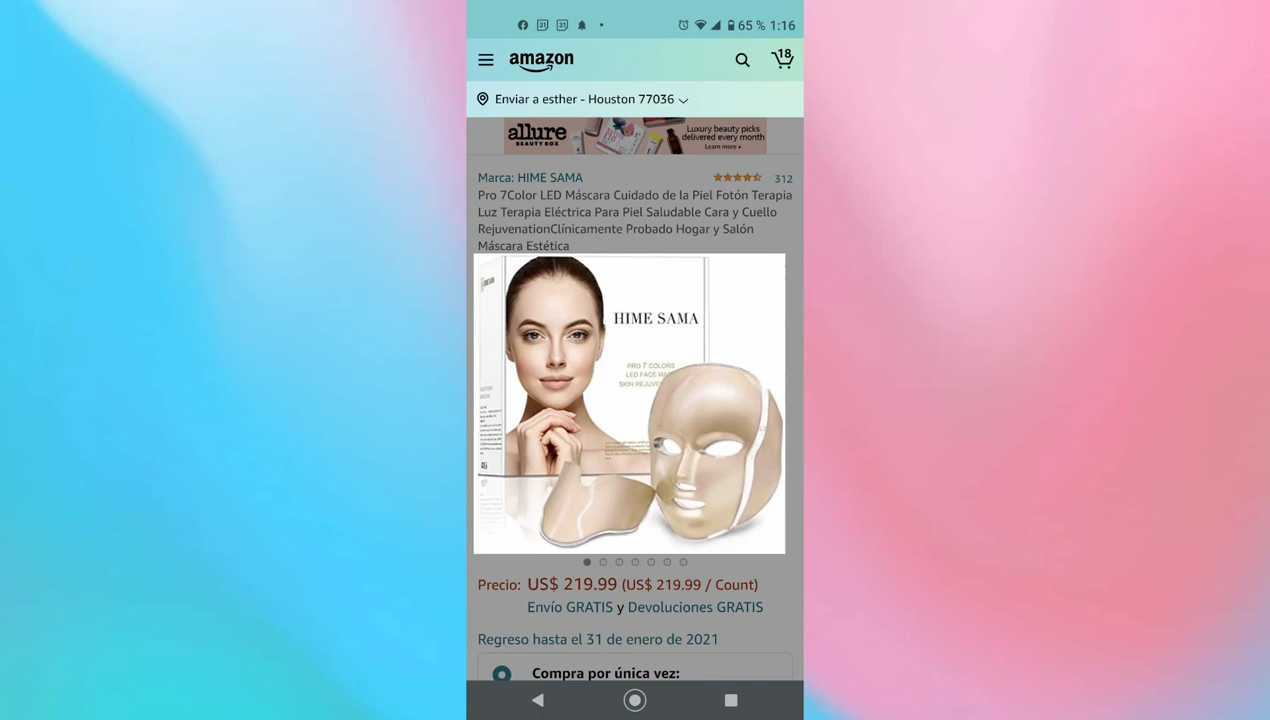 31 31 65 % 1:16
amazon 18
Enviar a esther - Houston 77036
allure
BEAUTY BOX
Luxury beauty picks
delivered every month
Learn more
Marca: HIME SAMA 312
Pro 7Color LED Máscara Cuidado de la Piel Fotón Terapia
Luz Terapia Eléctrica Para Piel Saludable Cara y Cuello
RejuvenationClínicamente Probado Hogar y Salón
Máscara Estética
HIME SAMA
PRO 7 COLORS
LED FACE MA
SKIN REJUVE
Precio: US$ 219.99 (US$ 219.99 / Count)
Envío GRATIS y Devoluciones GRATIS
Regreso hasta el 31 de enero de 2021
Compra por única vez: